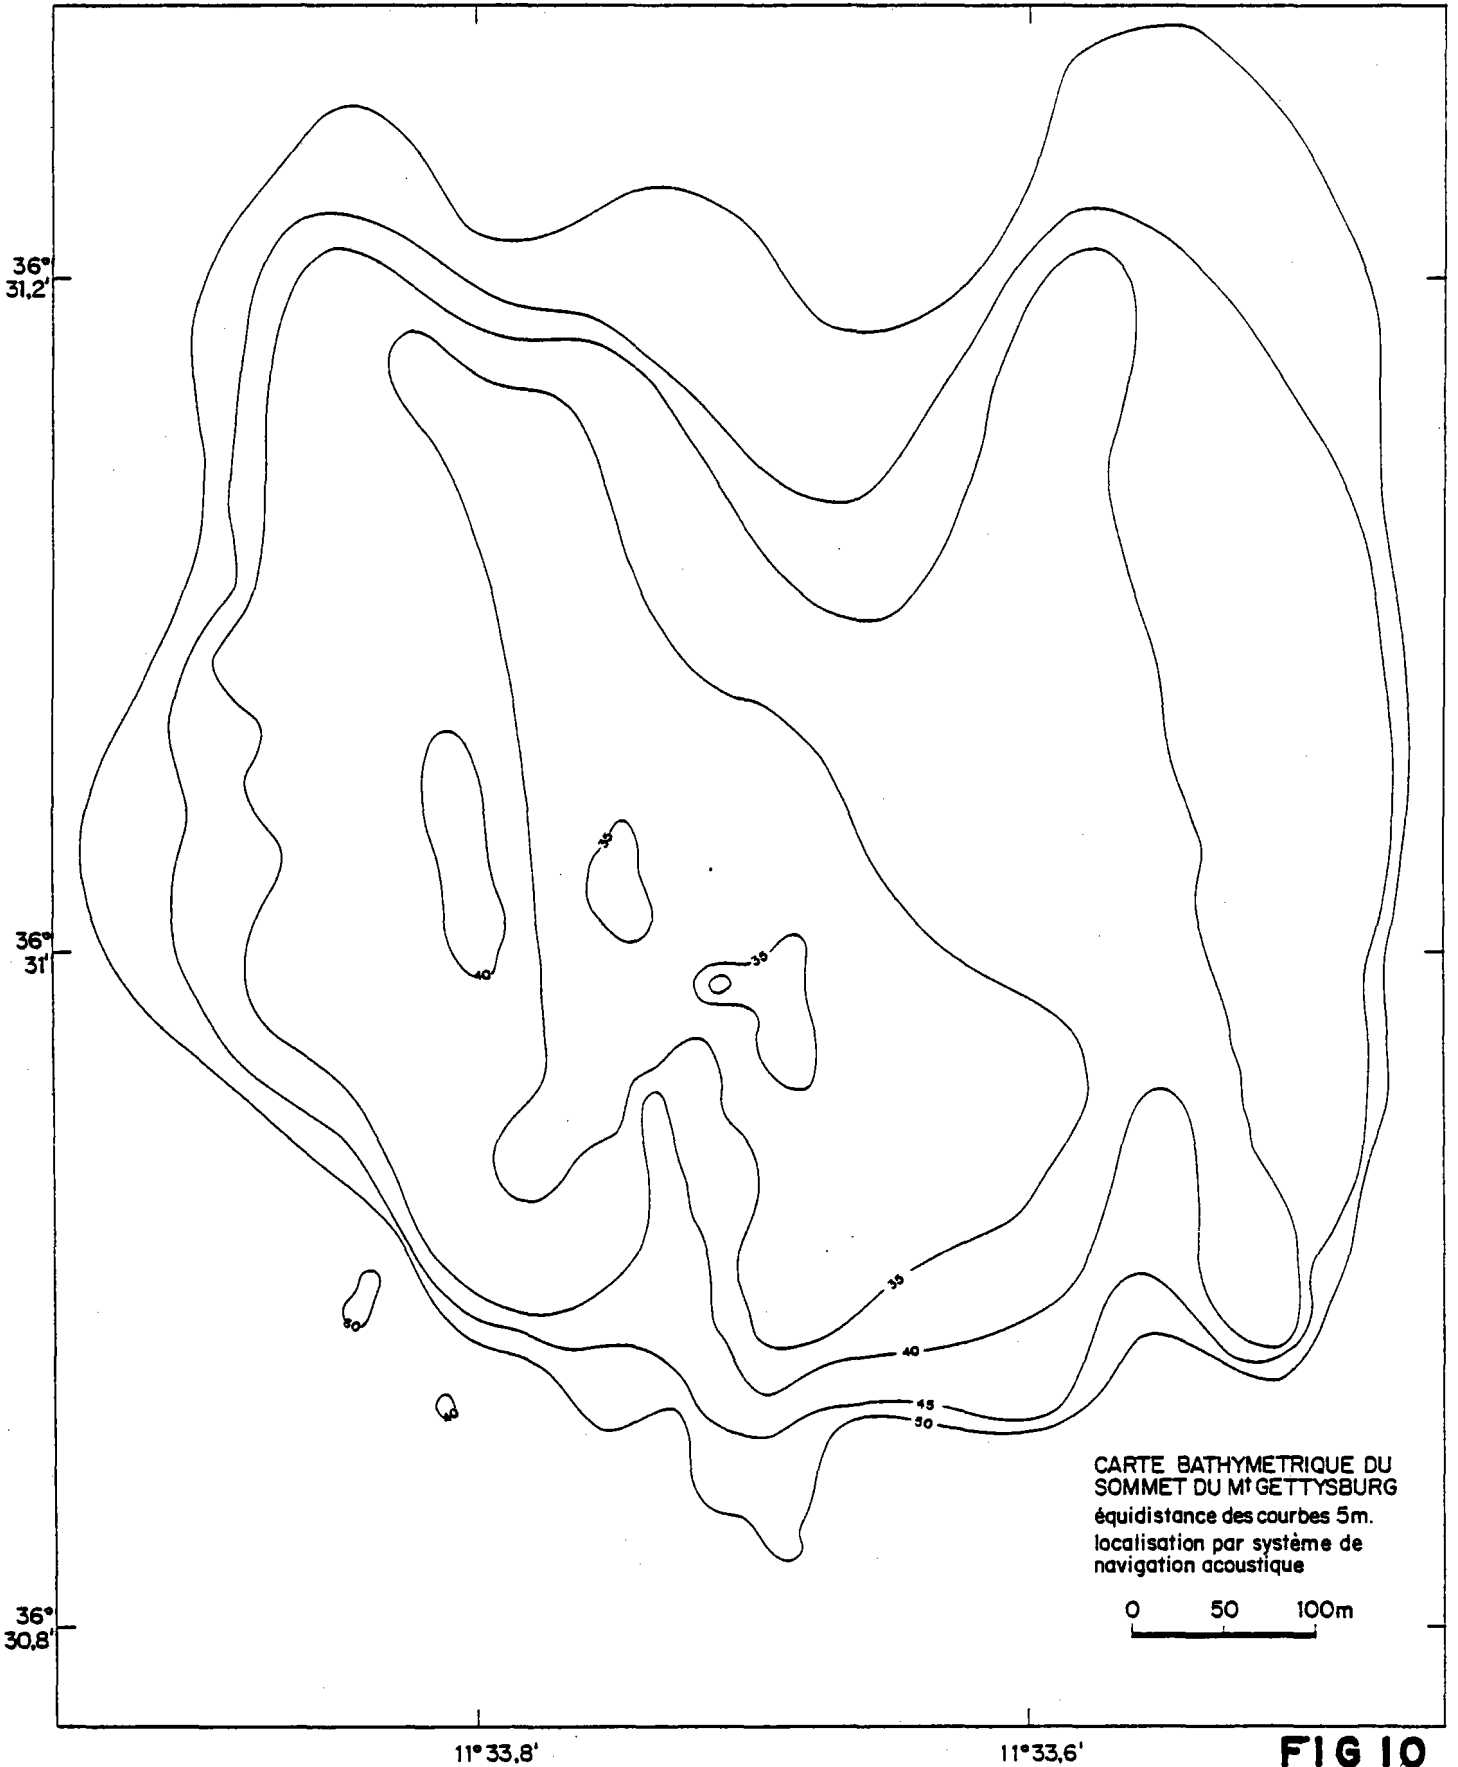 36°
31,2'
35
36°
31'
40
35
35
50
40
40
45
50
CARTE BATHYMETRIQUE DU
SOMMET DU Mt GETTYSBURG
équidistance des courbes 5m.
localisation par système de
navigation acoustique
0 50 100m
36°
30,8'
11°33,8' 11°33,6'
FIG 10